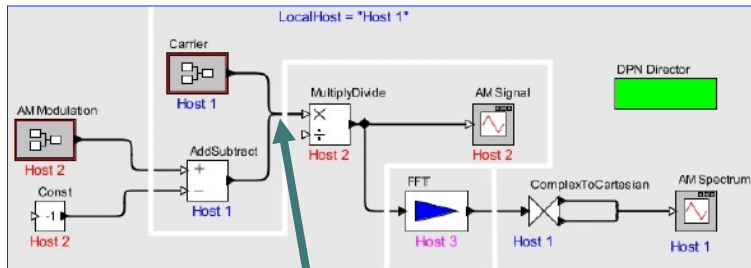 LocalHost = "Host 1"
Carrier
Host 1
DPN Director
MultiplyDivide
×
÷
Host 2
AM Signal
Host 2
AM Modulation
Host 2
AddSubtract
+
−
Host 1
Const
-1
Host 2
FFT
Host 3
ComplexToCartesian
Host 1
AM Spectrum
Host 1